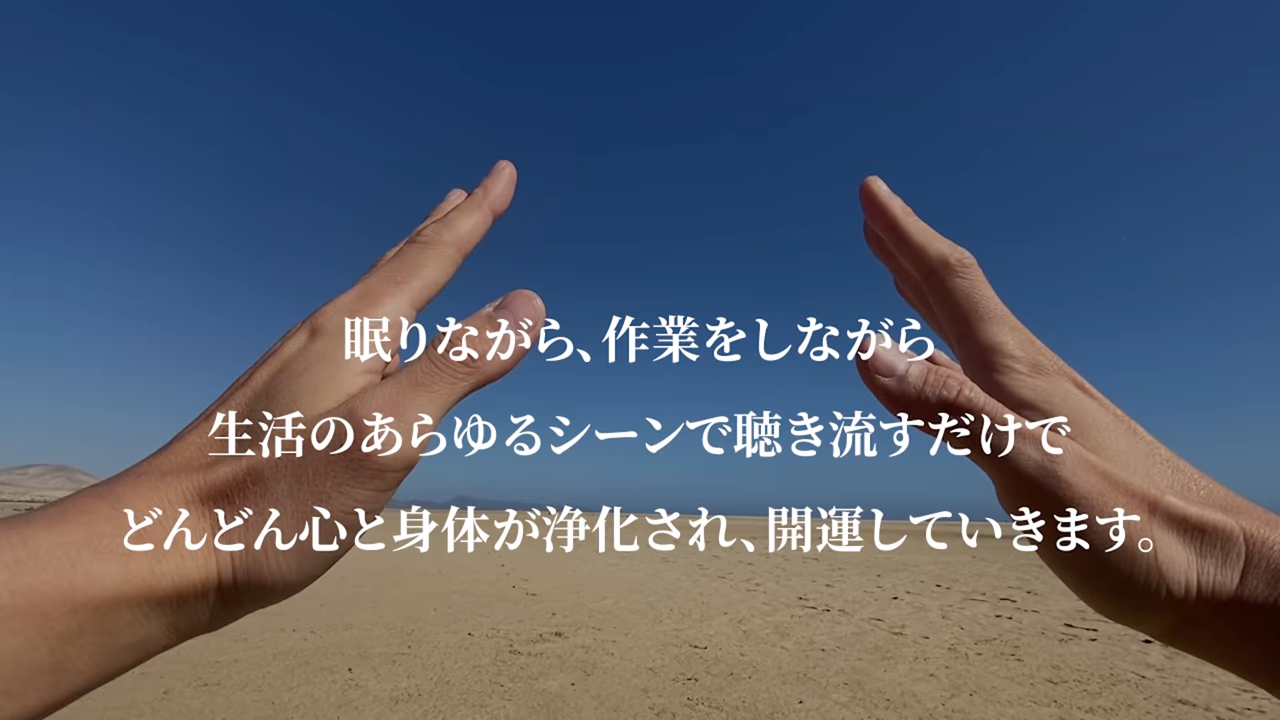 眠りながら、作業をしながら
生活のあらゆるシーンで聴き流すだけで
どんどん心と身体が浄化され、開運していきます。